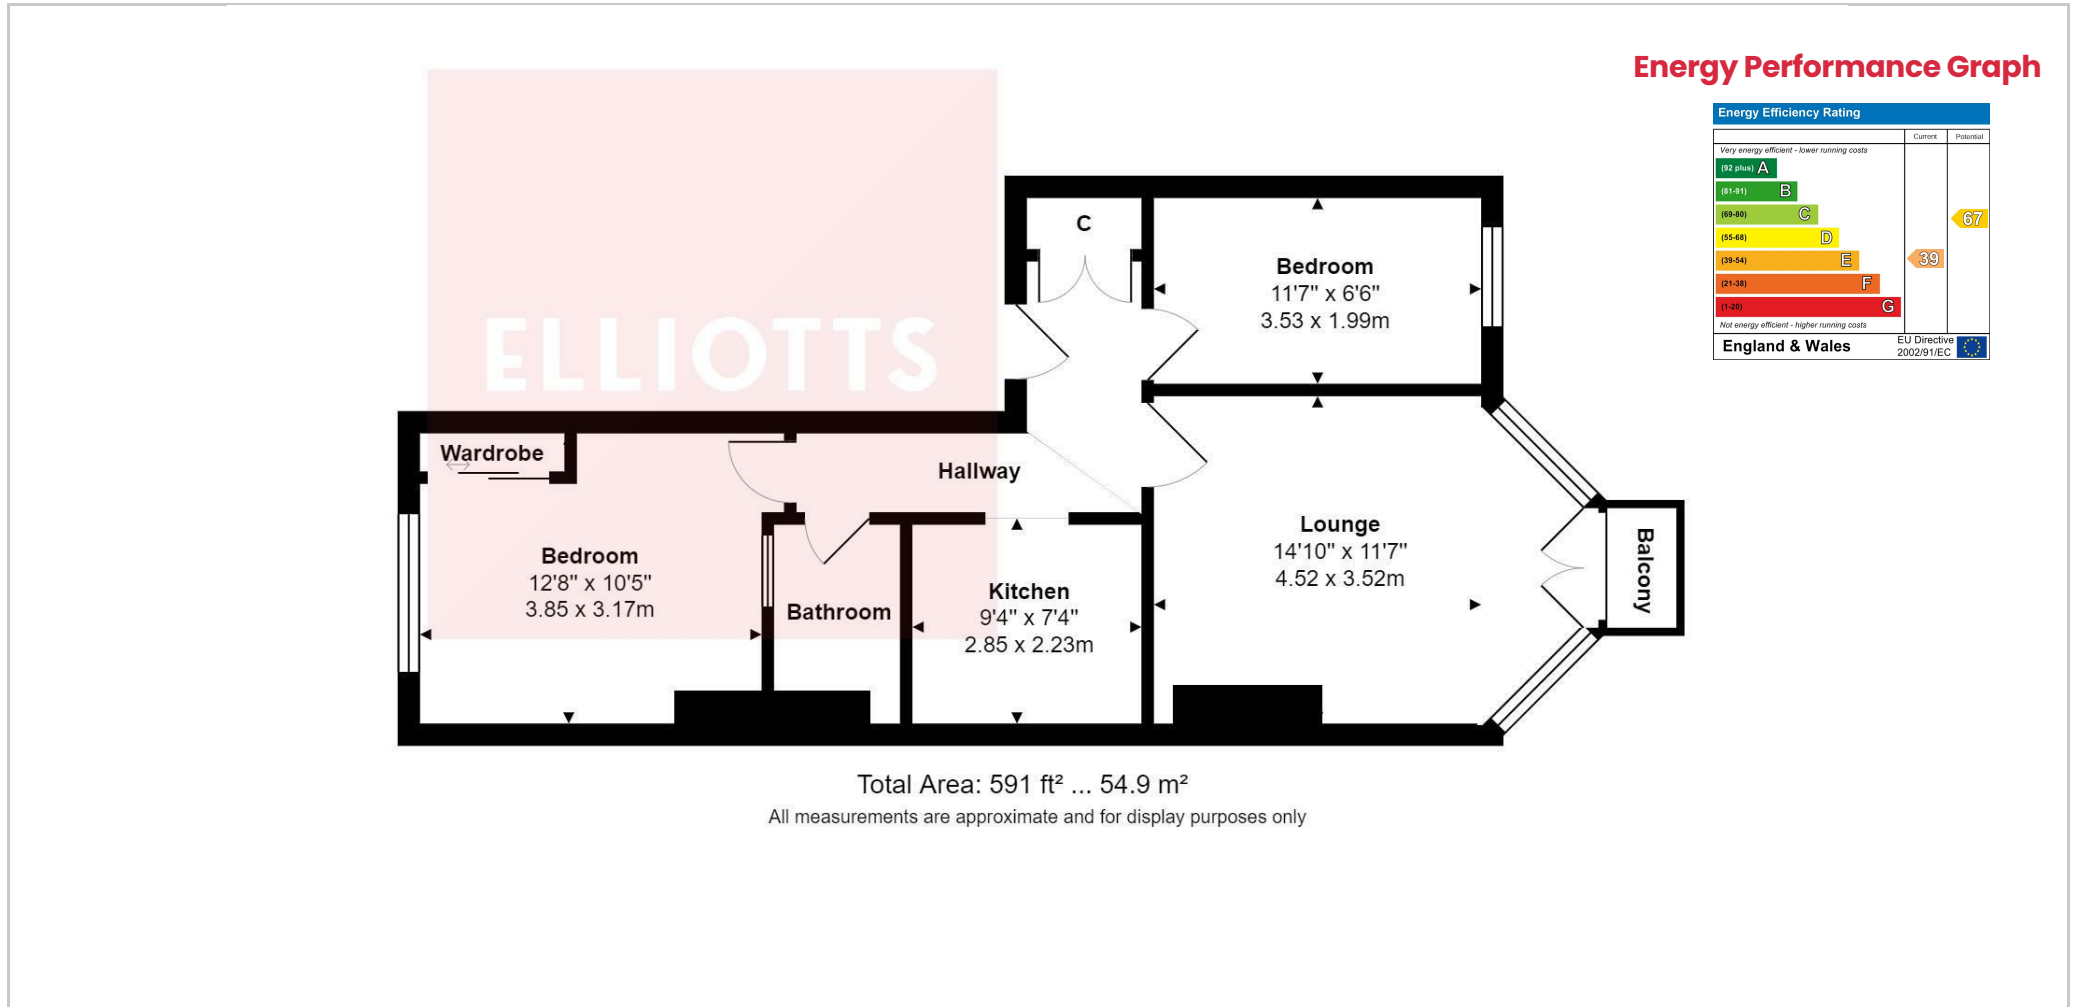 Energy Performance Graph
Energy Efficiency Rating
Current
Potential
Very energy efficient - lower running costs
(92 plus) A
(81-91) B
(69-80) C
(55-68) D
(39-54) E
(21-38) F
(1-20) G
39
67
Not energy efficient - higher running costs
England & Wales
EU Directive
2002/91/EC
ELLIOTTS
C
Bedroom
11'7" x 6'6"
3.53 x 1.99m
Wardrobe
Hallway
Lounge
14'10" x 11'7"
4.52 x 3.52m
Balcony
Bedroom
12'8" x 10'5"
3.85 x 3.17m
Bathroom
Kitchen
9'4" x 7'4"
2.85 x 2.23m
Total Area: 591 ft² ... 54.9 m²
All measurements are approximate and for display purposes only